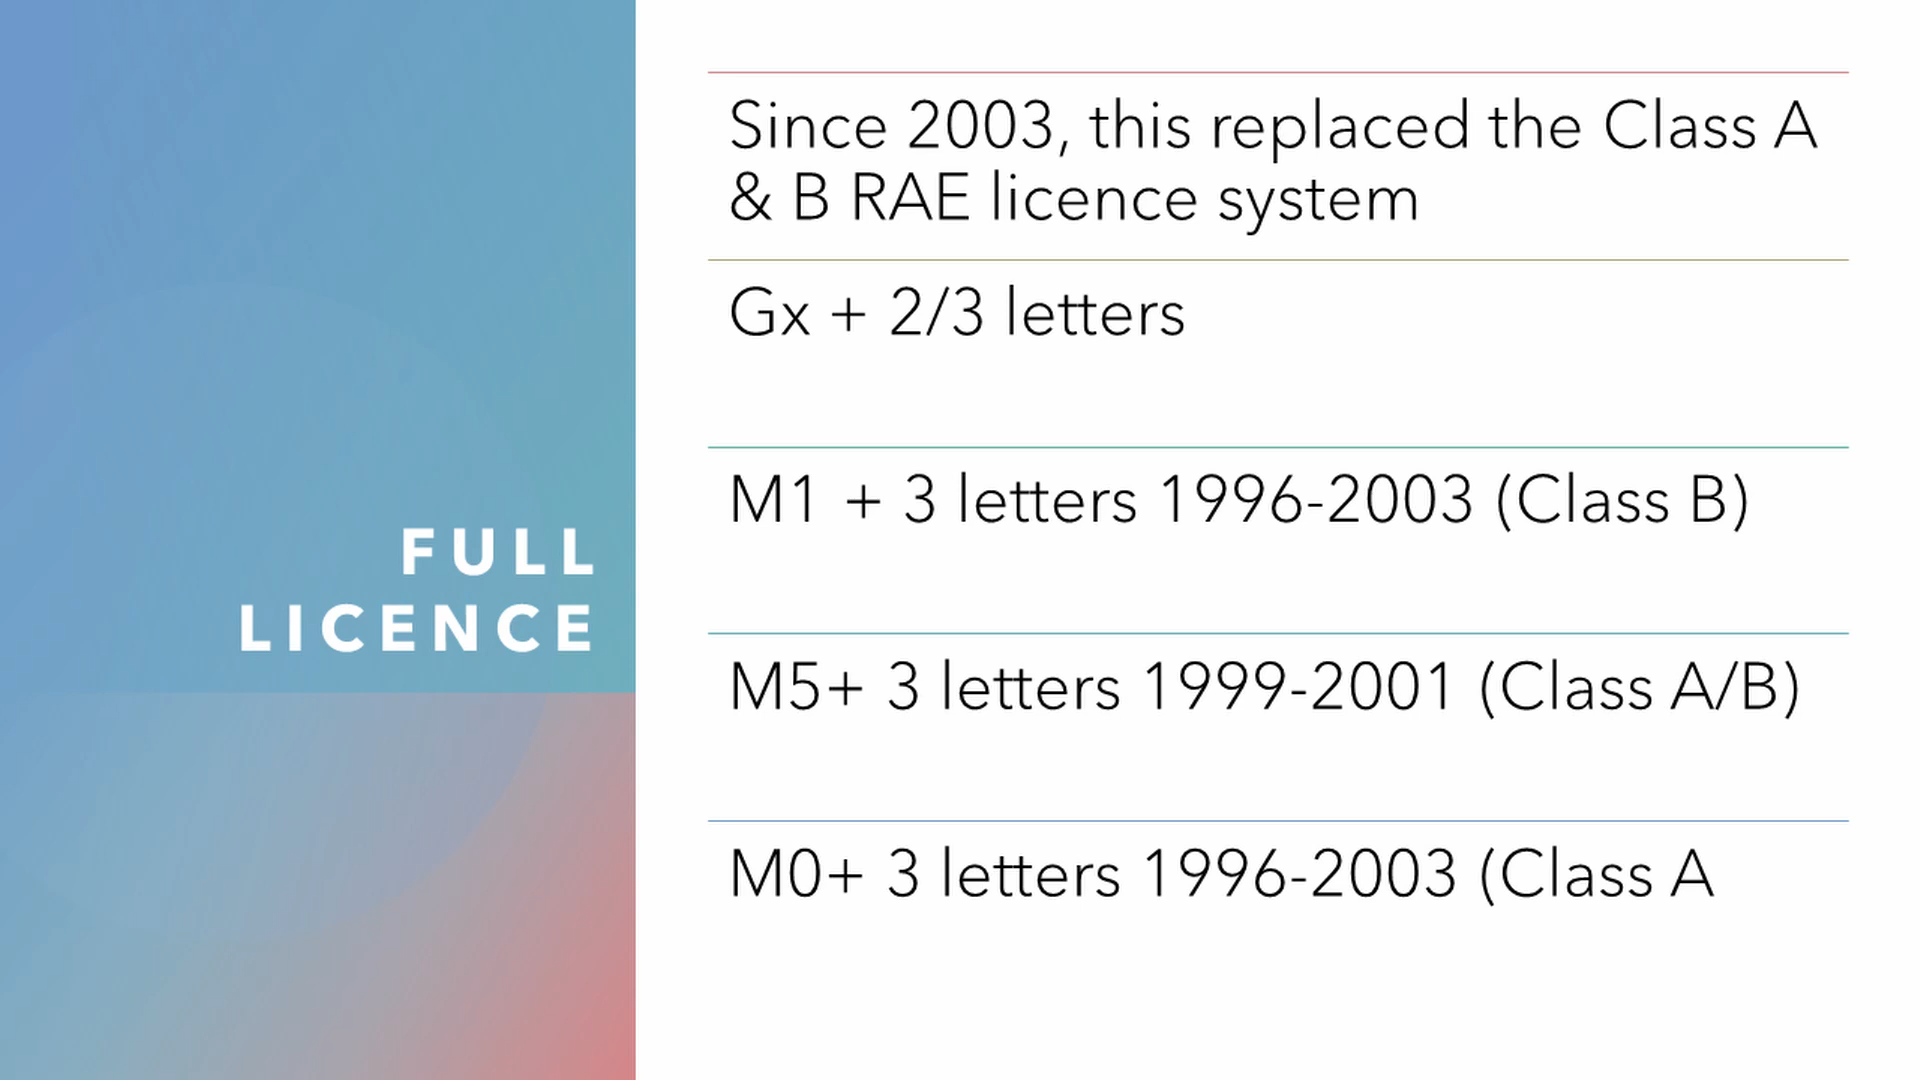 FULL
LICENCE
Since 2003, this replaced the Class A
& B RAE licence system
Gx + 2/3 letters
M1 + 3 letters 1996-2003 (Class B)
M5+ 3 letters 1999-2001 (Class A/B)
M0+ 3 letters 1996-2003 (Class A